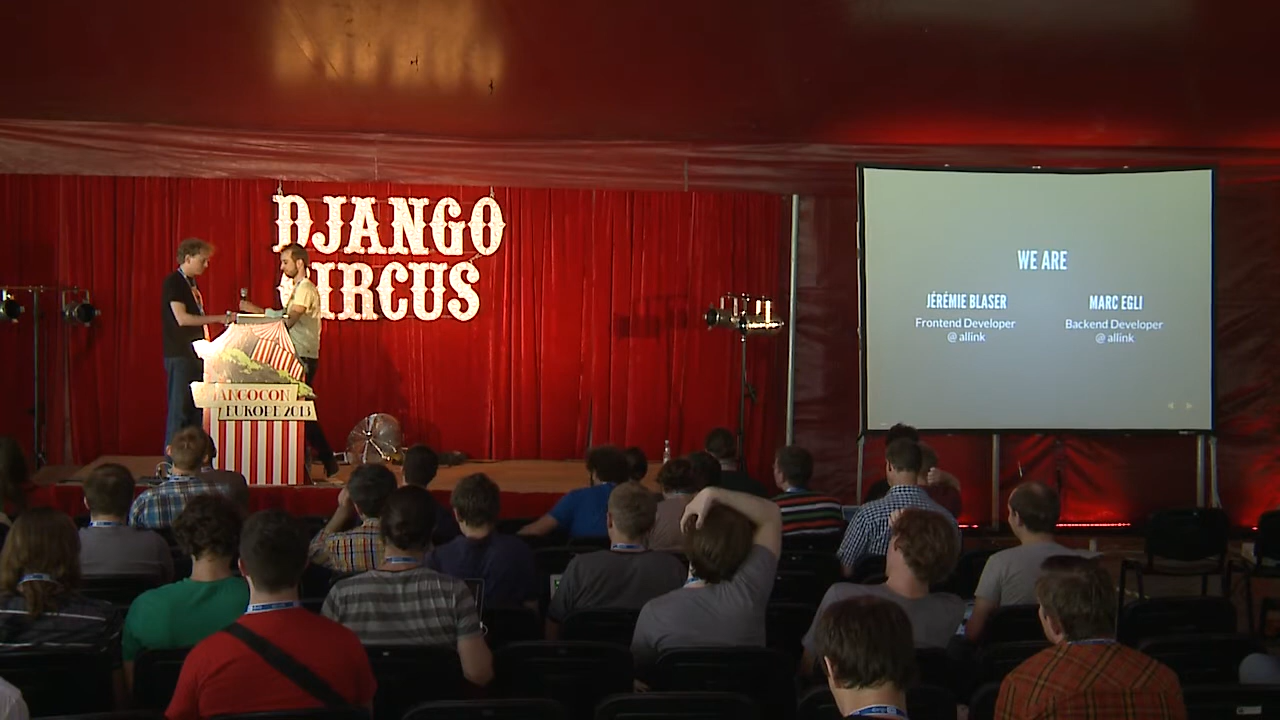 DJANGO
CIRCUS
DJANGOCON
EUROPE 2013
WE ARE
JÉRÉMIE BLASER
Frontend Developer
@ allink
MARC EGLI
Backend Developer
@ allink